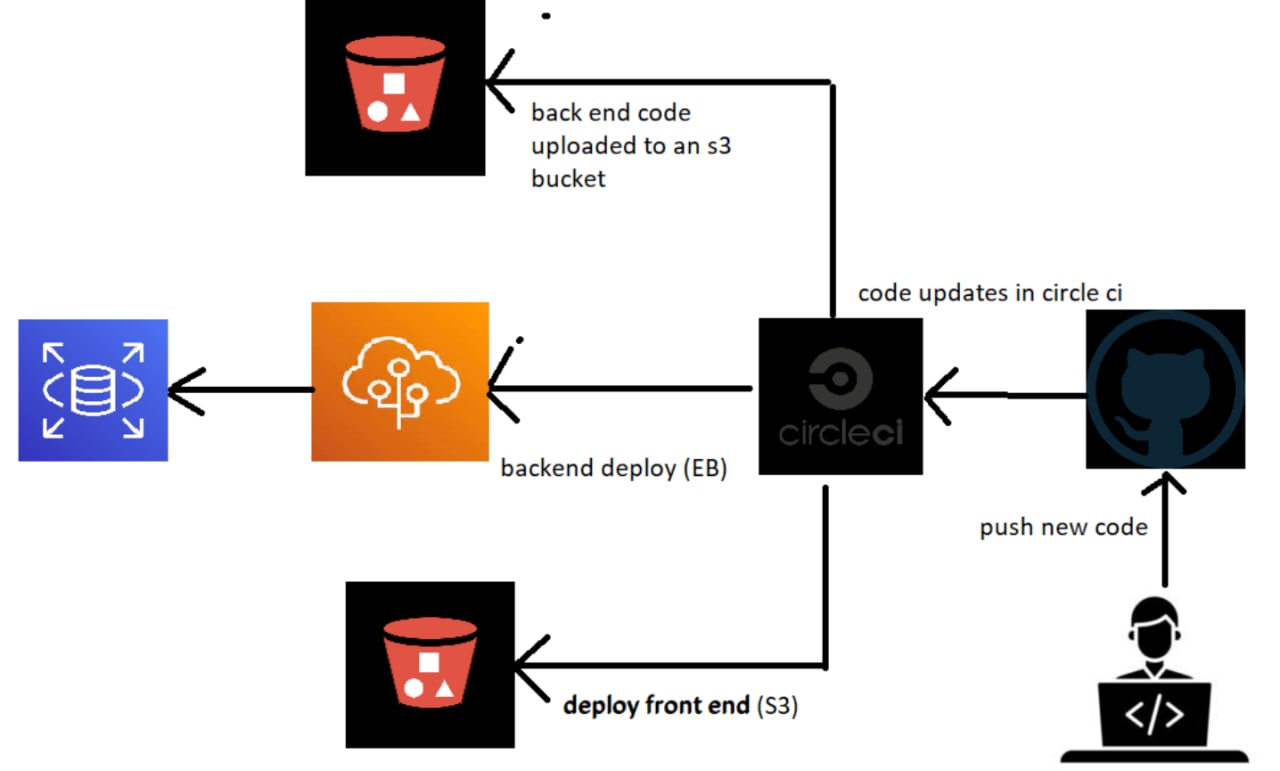 back end code
uploaded to an s3
bucket
code updates in circle ci
circleci
backend deploy (EB)
push new code
</>
deploy front end (S3)